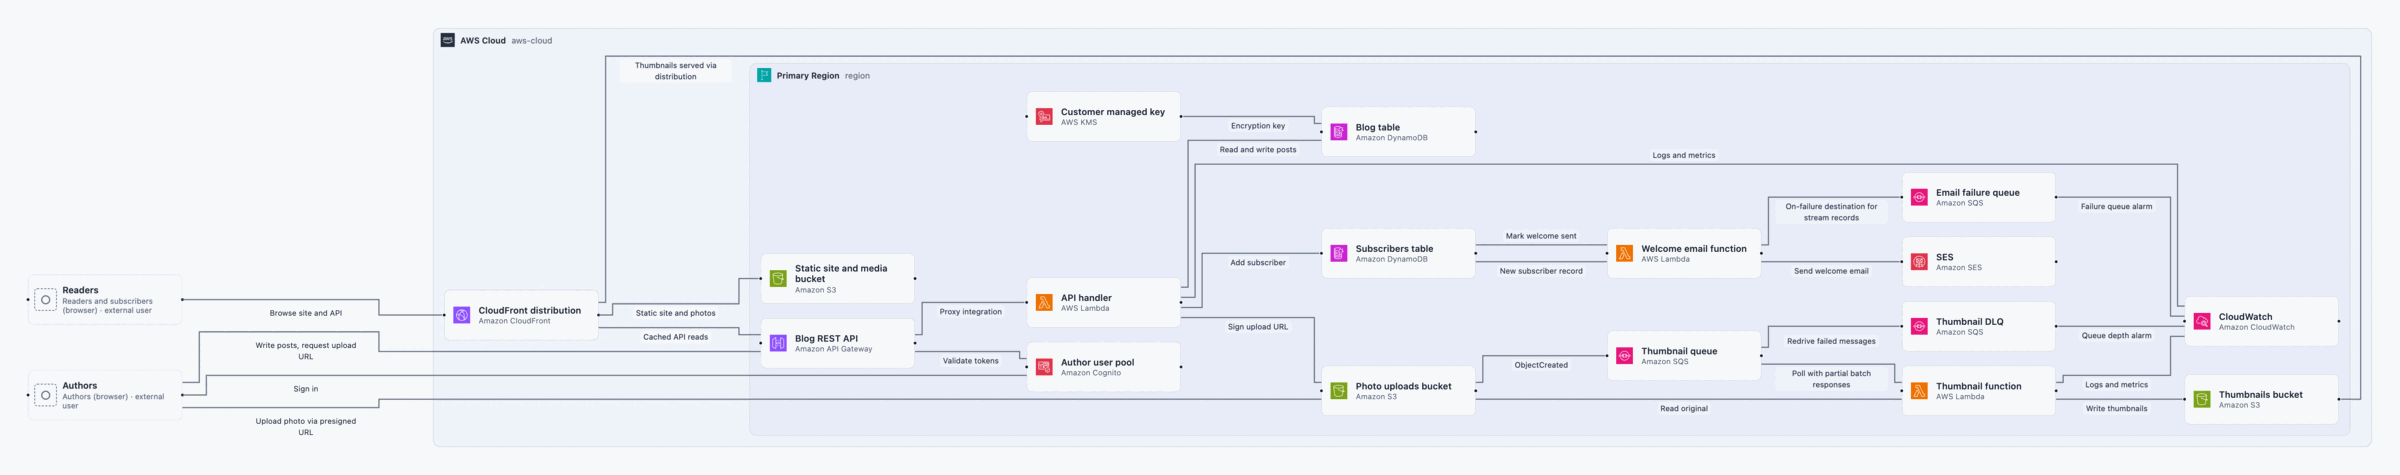 AWS Cloud aws-cloud
Thumbnails served via
distribution
Primary Region region
Customer managed key
AWS KMS
Encryption key
Blog table
Amazon DynamoDB
Read and write posts
Logs and metrics
Email failure queue
Amazon SQS
On-failure destination for
stream records
Failure queue alarm
Mark welcome sent
Subscribers table
Amazon DynamoDB
Welcome email function
AWS Lambda
SES
Amazon SES
Add subscriber
New subscriber record
Send welcome email
Static site and media
bucket
Amazon S3
Readers
Readers and subscribers
(browser) · external user
Browse site and API
CloudFront distribution
Amazon CloudFront
Static site and photos
Cached API reads
API handler
AWS Lambda
Proxy integration
Sign upload URL
Blog REST API
Amazon API Gateway
Write posts, request upload
URL
Validate tokens
Author user pool
Amazon Cognito
Thumbnail DLQ
Amazon SQS
Redrive failed messages
Queue depth alarm
CloudWatch
Amazon CloudWatch
Thumbnail queue
Amazon SQS
ObjectCreated
Poll with partial batch
responses
Authors
Authors (browser) · external
user
Sign in
Upload photo via presigned
URL
Photo uploads bucket
Amazon S3
Read original
Thumbnail function
AWS Lambda
Logs and metrics
Write thumbnails
Thumbnails bucket
Amazon S3